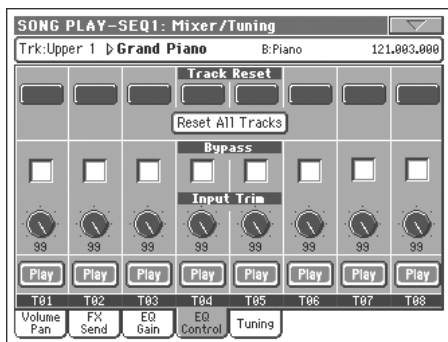 SONG PLAY-SEQ1: Mixer/Tuning
Trk:Upper 1 Grand Piano B:Piano 121.003.000
Track Reset
Reset All Tracks
Bypass
Input Trim
99 99 99 99 99 99 99 99
Play Play Play Play Play Play Play Play
T01 T02 T03 T04 T05 T06 T07 T08
Volume Pan FX Send EQ Gain EQ Control Tuning